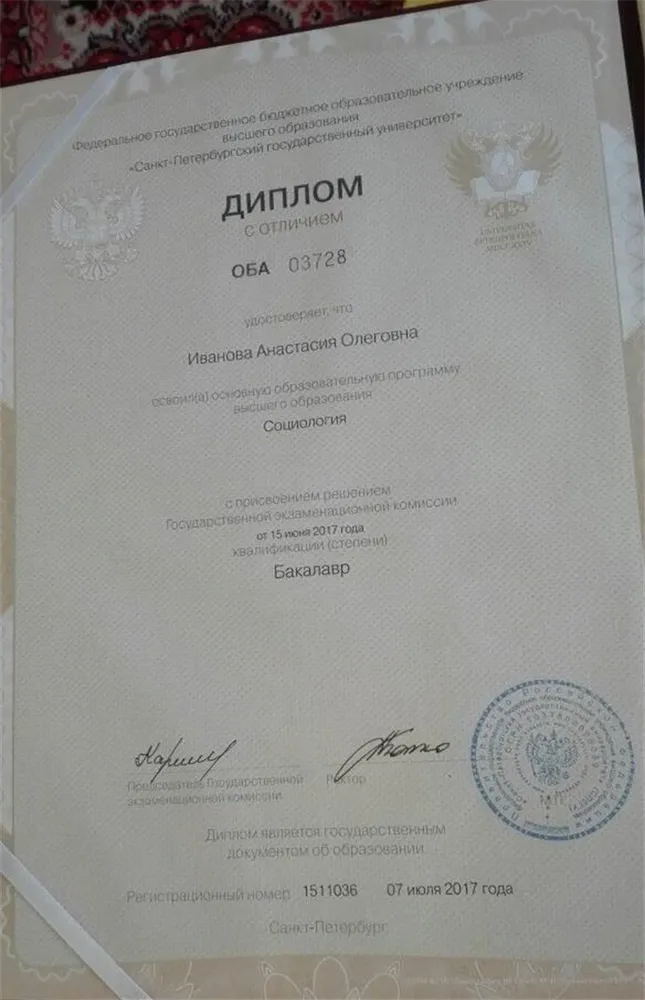 Федеральное государственное бюджетное образовательное учреждение
высшего образования
«Санкт-Петербургский государственный университет»
ДИПЛОМ
С ОТЛИЧИЕМ
ОБА 03728
удостоверяет, что
Иванова Анастасия Олеговна
освоил(а) основную образовательную программу
высшего образования
Социология
с присвоением решением
Государственной экзаменационной комиссии
от 15 июня 2017 года
квалификации (степени)
Бакалавр
Председатель Государственной
экзаменационной комиссии
Ректор
М.П.
Диплом является государственным
документом об образовании
Регистрационный номер 1511036 07 июля 2017 года
Санкт-Петербург